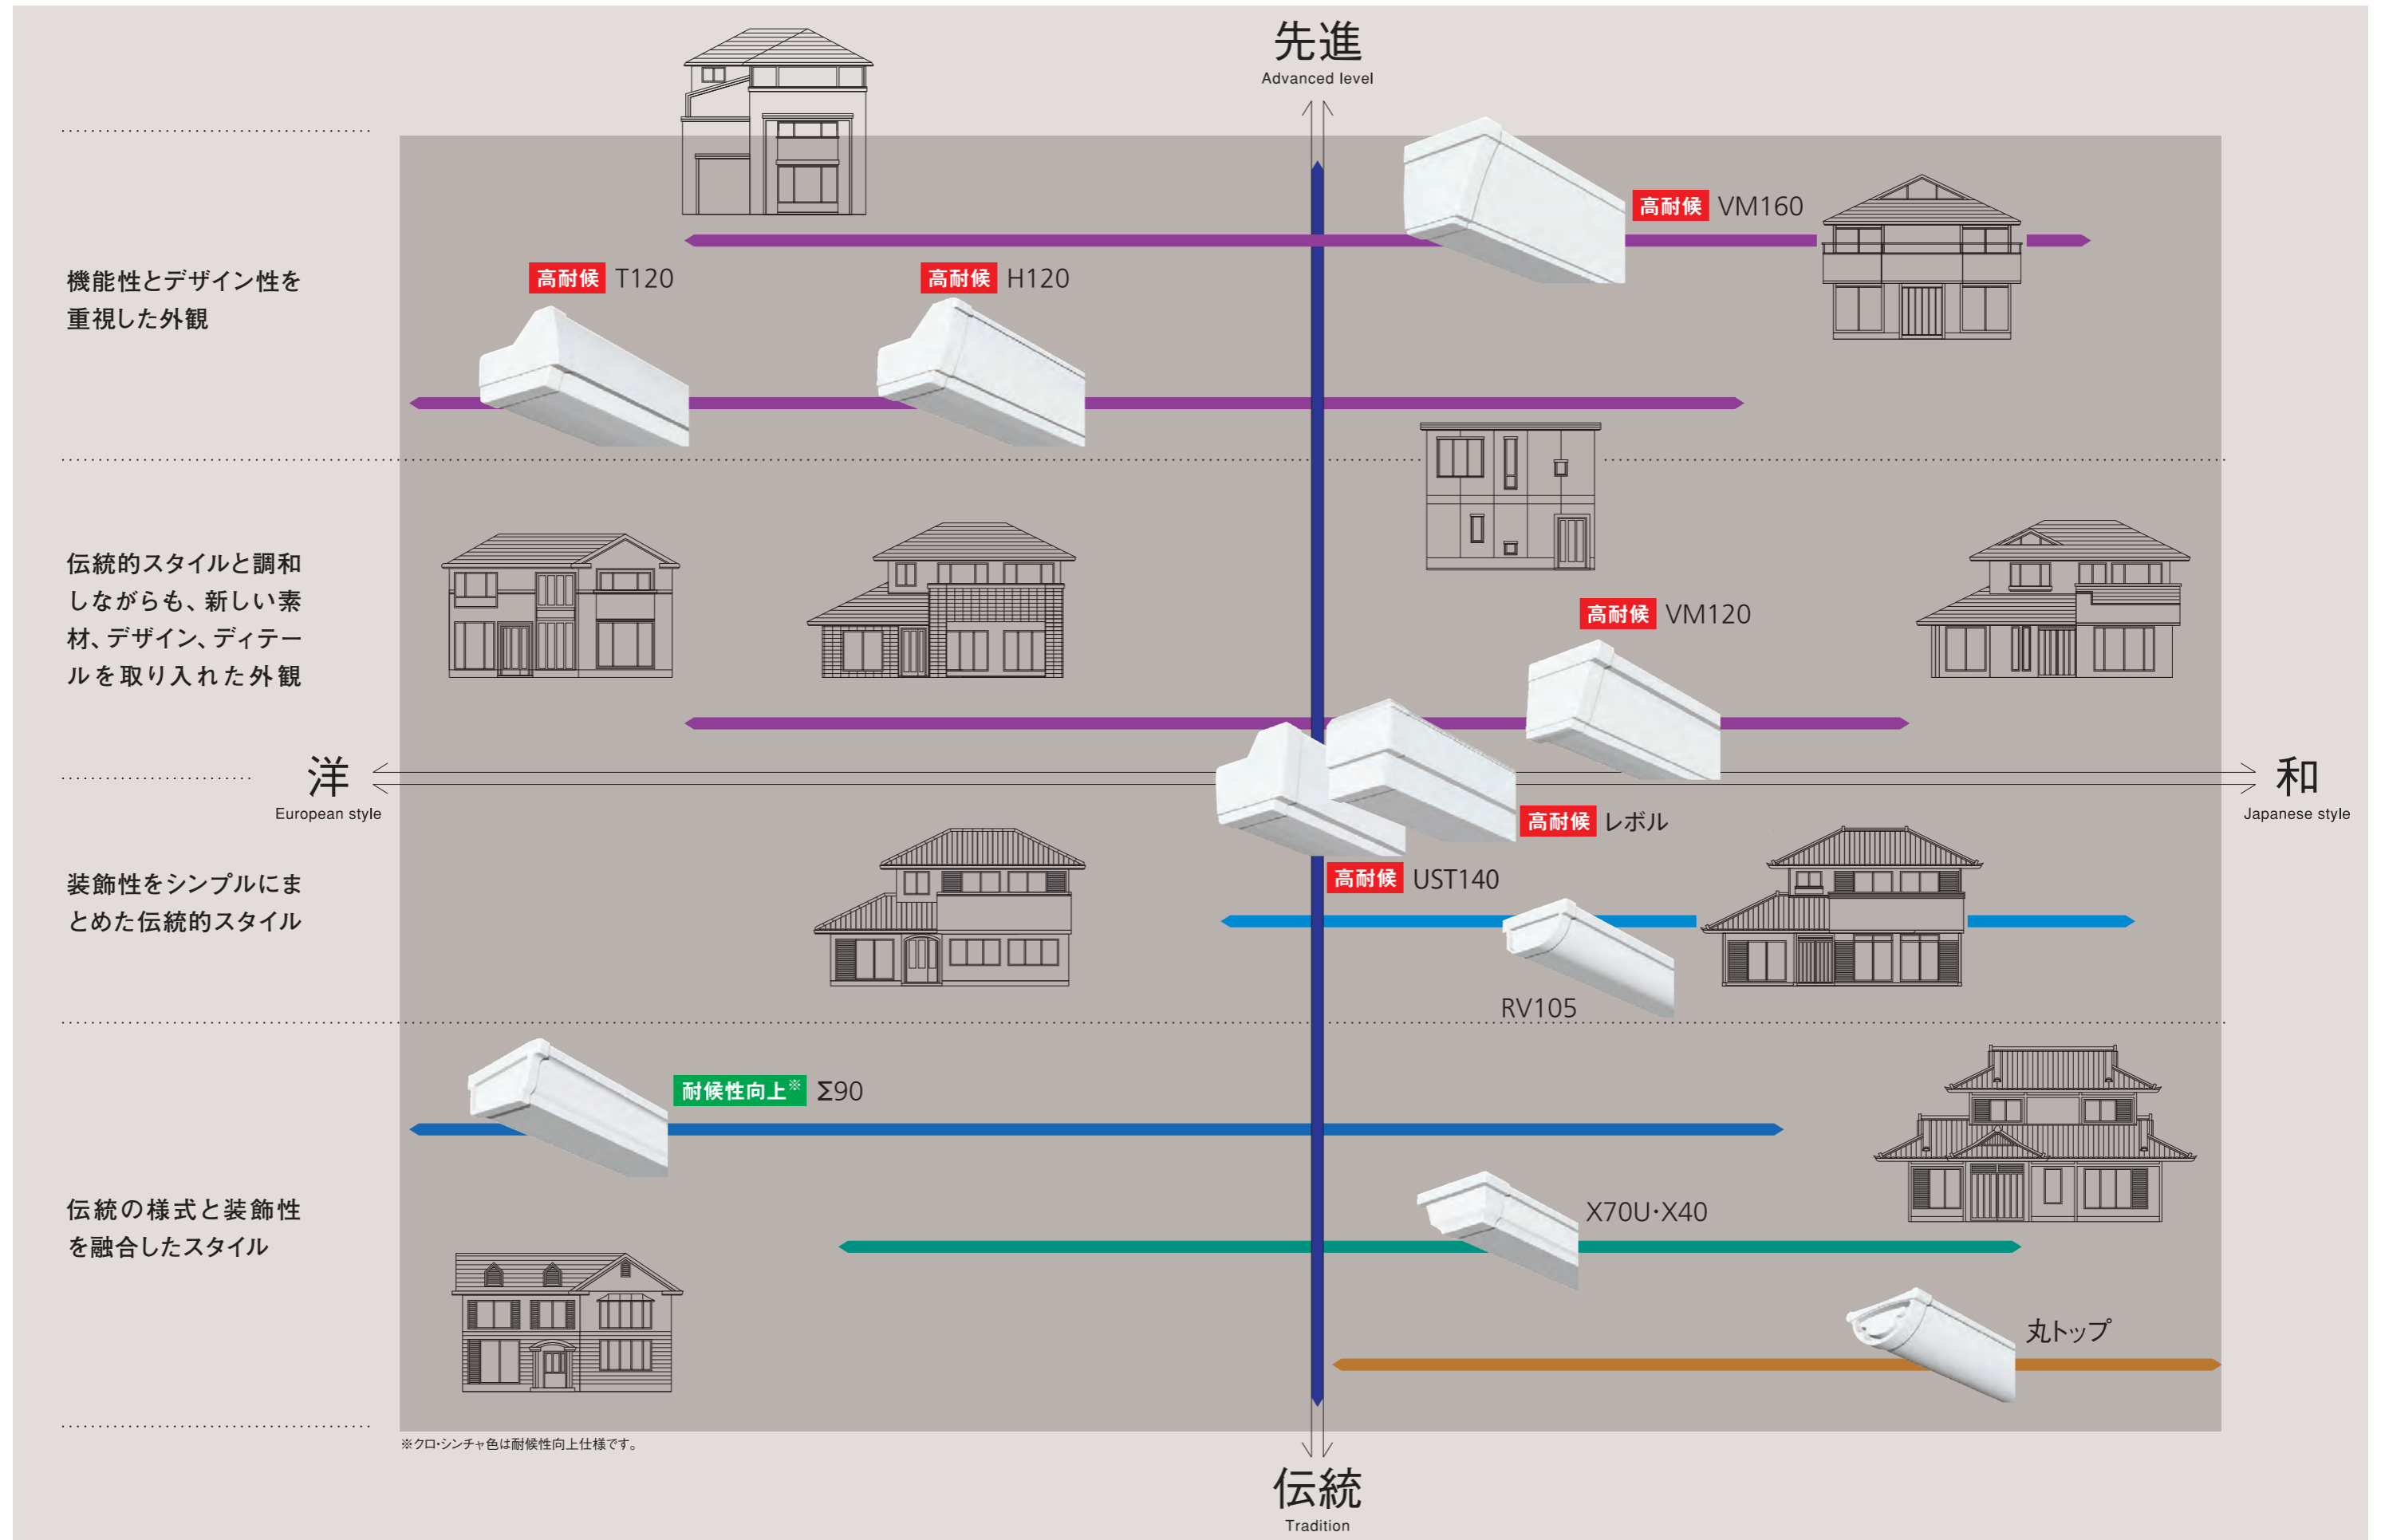 先進
Advanced level
高耐候 VM160
機能性とデザイン性を
重視した外観
高耐候 T120
高耐候 H120
伝統的スタイルと調和
しながらも、新しい素
材、デザイン、ディテー
ルを取り入れた外観
高耐候 VM120
洋
European style
和
Japanese style
高耐候 レボル
高耐候 UST140
装飾性をシンプルにま
とめた伝統的スタイル
RV105
耐候性向上※ Σ90
伝統の様式と装飾性
を融合したスタイル
X70U・X40
丸トップ
※クロ・シンチャ色は耐候性向上仕様です。
伝統
Tradition